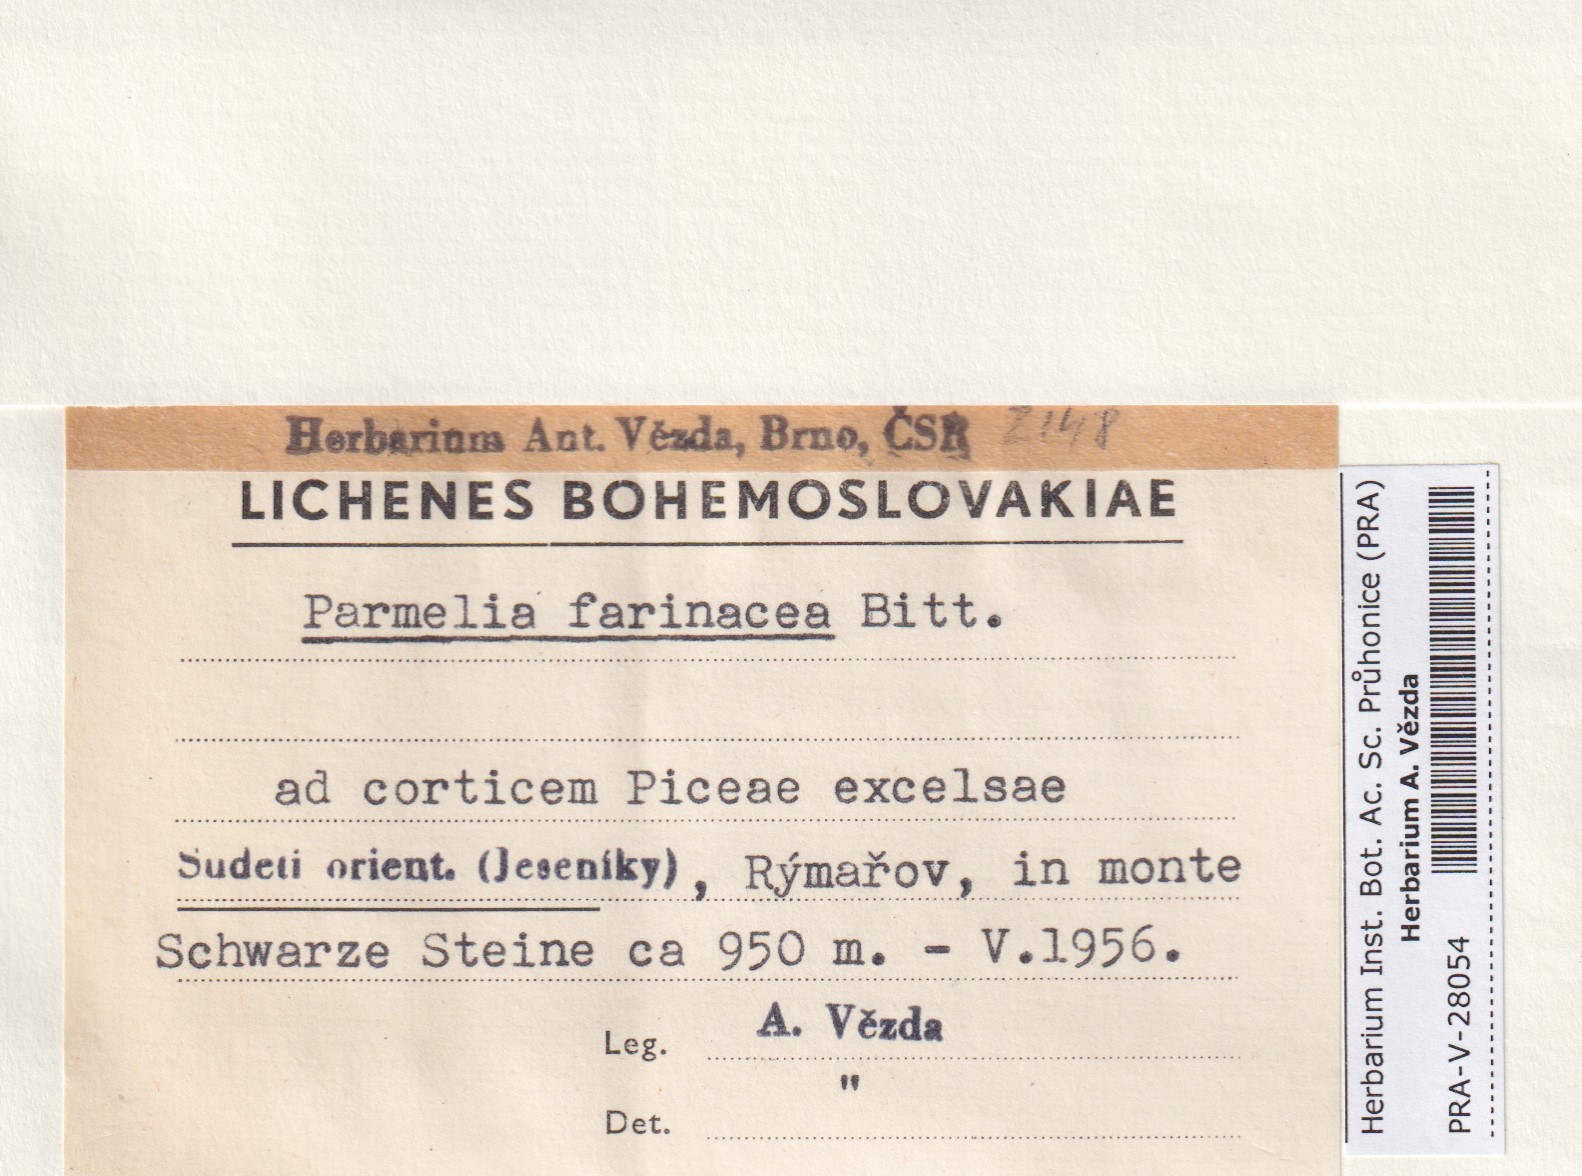 Herbarium Ant. Vězda, Brno, ČSR 2148
LICHENES BOHEMOSLOVAKIAE
Parmelia farinacea Bitt.
ad corticem Piceae excelsae
Sudeti orient. (Jeseníky), Rýmařov, in monte
Schwarze Steine ca 950 m. - V.1956.
Leg. A. Vězda
Det. "
Herbarium Inst. Bot. Ac. Sc. Průhonice (PRA)
Herbarium A. Vězda
PRA-V-28054